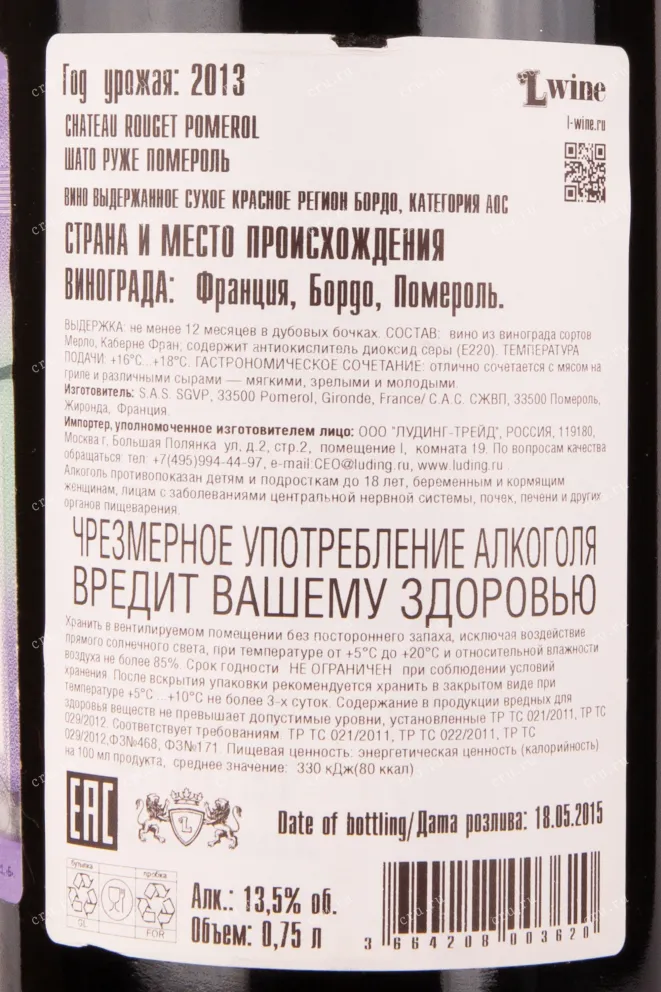 Год урожая: 2013
Lwine
CHATEAU ROUGET POMEROL
l-wine.ru
ШАТО РУЖЕ ПОМЕРОЛЬ
ВИНО ВЫДЕРЖАННОЕ СУХОЕ КРАСНОЕ РЕГИОН БОРДО, КАТЕГОРИЯ АОС
СТРАНА И МЕСТО ПРОИСХОЖДЕНИЯ
ВИНОГРАДА: Франция, Бордо, Помероль.
ВЫДЕРЖКА: не менее 12 месяцев в дубовых бочках. СОСТАВ: вино из винограда сортов
Мерло, Каберне Фран; содержит антиокислитель диоксид серы (Е220). ТЕМПЕРАТУРА
ПОДАЧИ: +16°С...+18°С. ГАСТРОНОМИЧЕСКОЕ СОЧЕТАНИЕ: отлично сочетается с мясом на
гриле и различными сырами — мягкими, зрелыми и молодыми.
Изготовитель: S.A.S. SGVP, 33500 Pomerol, Gironde, France/ С.А.С. СЖВП, 33500 Помероль,
Жиронда, Франция.
Импортер, уполномоченное изготовителем лицо: ООО "ЛУДИНГ-ТРЕЙД", РОССИЯ, 119180,
Москва г, Большая Полянка ул, д.2, стр.2, помещение I, комната 19. По вопросам качества
обращаться: тел: +7(495)994-44-97, e-mail:CEO@luding.ru, www.luding.ru.
Алкоголь противопоказан детям и подросткам до 18 лет, беременным и кормящим
женщинам, лицам с заболеваниями центральной нервной системы, почек, печени и других
органов пищеварения.
ЧРЕЗМЕРНОЕ УПОТРЕБЛЕНИЕ АЛКОГОЛЯ
ВРЕДИТ ВАШЕМУ ЗДОРОВЬЮ
Хранить в вентилируемом помещении без постороннего запаха, исключая воздействие
прямого солнечного света, при температуре от +5°С до +20°С и относительной влажности
воздуха не более 85%. Срок годности НЕ ОГРАНИЧЕН при соблюдении условий
хранения. После вскрытия упаковки рекомендуется хранить в закрытом виде при
температуре +5°С ...+10°С не более 3-х суток. Содержание в продукции вредных для
здоровья веществ не превышает допустимые уровни, установленные ТР ТС 021/2011, ТР ТС
029/2012. Соответствует требованиям ТР ТС 021/2011, ТР ТС 022/2011, ТР ТС
029/2012,ФЗ№468, ФЗ№171. Пищевая ценность: энергетическая ценность (калорийность)
на 100 мл продукта, среднее значение: 330 кДж(80 ккал)
EAC
L
Date of bottling/Дата розлива: 18.05.2015
бутылка
пробка
GL
FOR
Алк.: 13,5% об.
Объем: 0,75 л
3 664208 003620